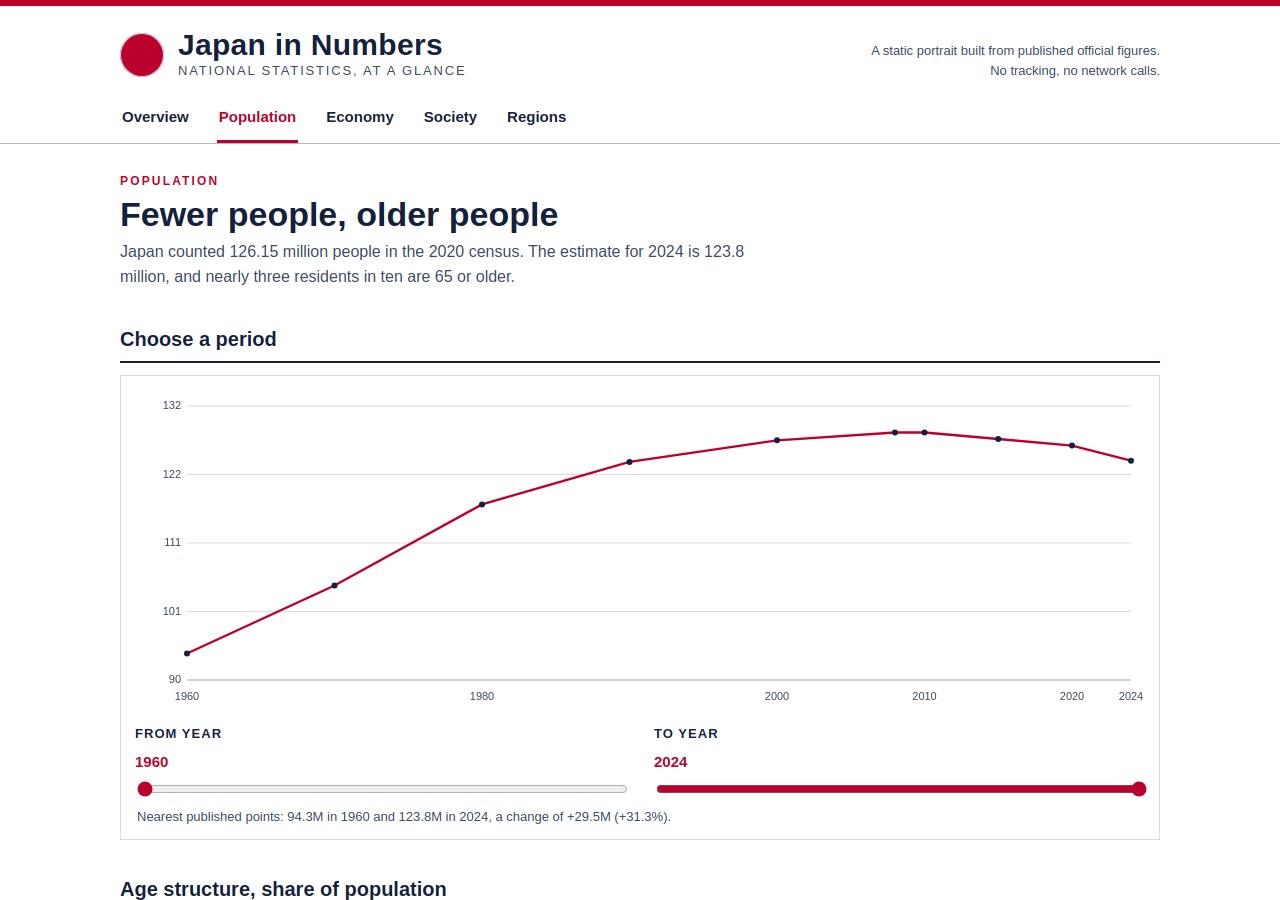 Japan in Numbers
NATIONAL STATISTICS, AT A GLANCE
A static portrait built from published official figures.
No tracking, no network calls.
Overview Population Economy Society Regions
POPULATION
Fewer people, older people
Japan counted 126.15 million people in the 2020 census. The estimate for 2024 is 123.8
million, and nearly three residents in ten are 65 or older.
Choose a period
132
122
111
101
90
1960 1980 2000 2010 2020 2024
FROM YEAR
1960
TO YEAR
2024
Nearest published points: 94.3M in 1960 and 123.8M in 2024, a change of +29.5M (+31.3%).
Age structure, share of population